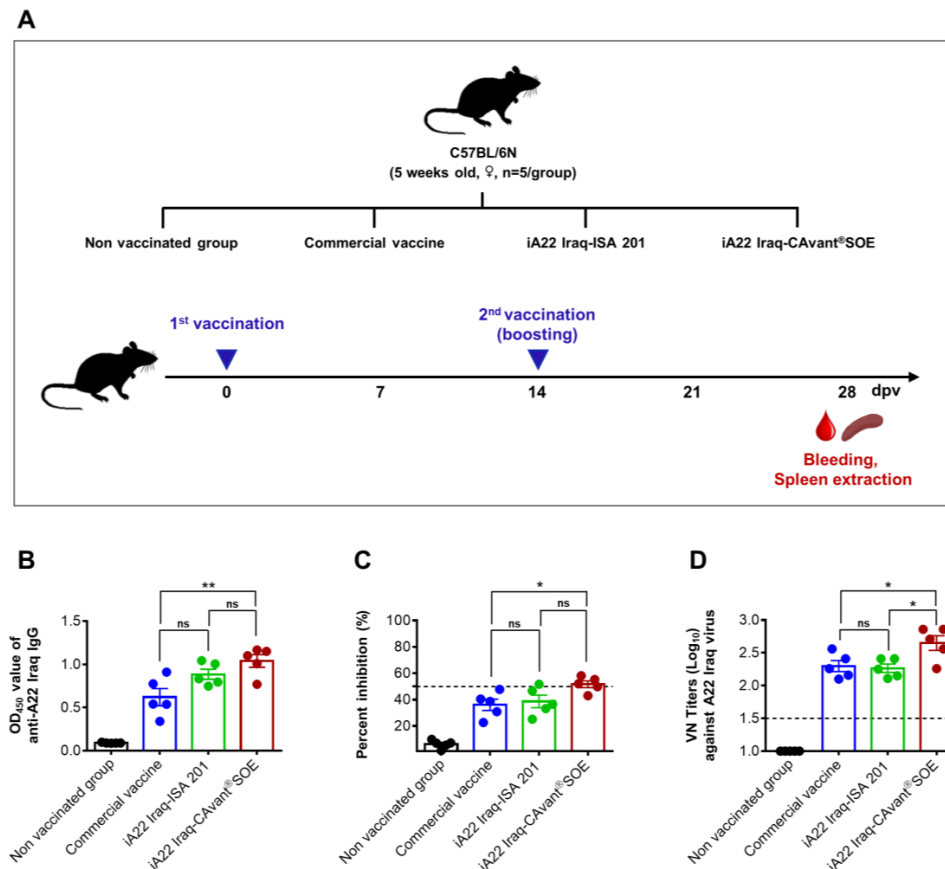 A
C57BL/6N
(5 weeks old, ♀, n=5/group)
Non vaccinated group
Commercial vaccine
iA22 Iraq-ISA 201
iA22 Iraq-CAvant®SOE
1st vaccination
2nd vaccination
(boosting)
0
7
14
21
28
dpv
Bleeding,
Spleen extraction
B
OD450 value of
anti-A22 Iraq IgG
1.5
1.0
0.5
0.0
**
ns
ns
Non vaccinated group
Commercial vaccine
iA22 Iraq-ISA 201
iA22 Iraq-CAvant®SOE
C
Percent inhibition (%)
100
80
60
40
20
*
ns
ns
Non vaccinated group
Commercial vaccine
iA22 Iraq-ISA 201
iA22 Iraq-CAvant®SOE
D
VN Titers (Log10)
against A22 Iraq virus
3.0
2.5
2.0
1.5
1.0
*
ns
*
Non vaccinated group
Commercial vaccine
iA22 Iraq-ISA 201
iA22 Iraq-CAvant®SOE